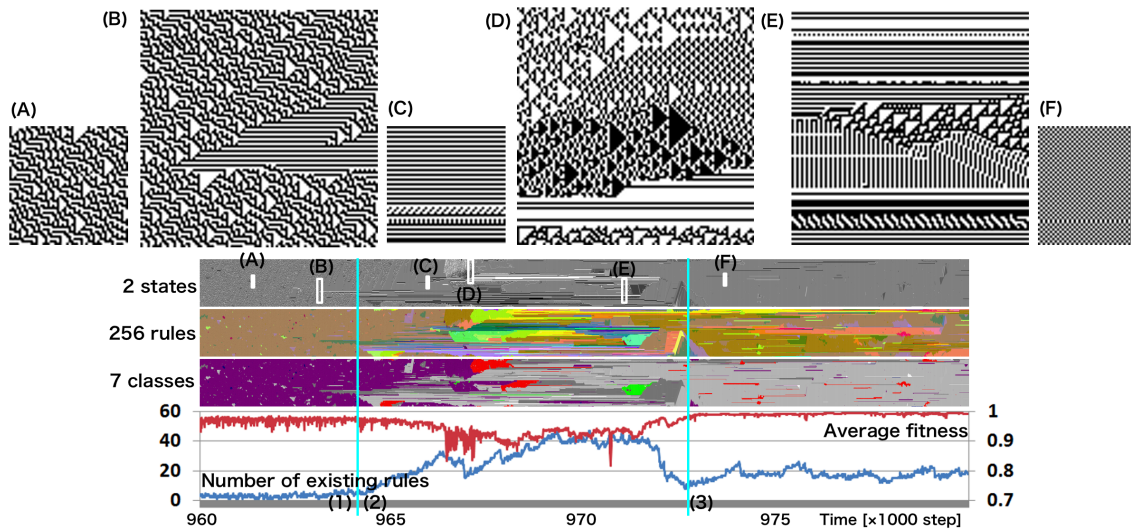 (A)
(B)
(C)
(D)
(E)
(F)
(A)
(B)
(C)
(D)
(E)
(F)
2 states
256 rules
7 classes
60
40
20
0
1
0.9
0.8
0.7
Average fitness
Number of existing rules
(1)
(2)
(3)
960
965
970
975
Time [×1000 step]